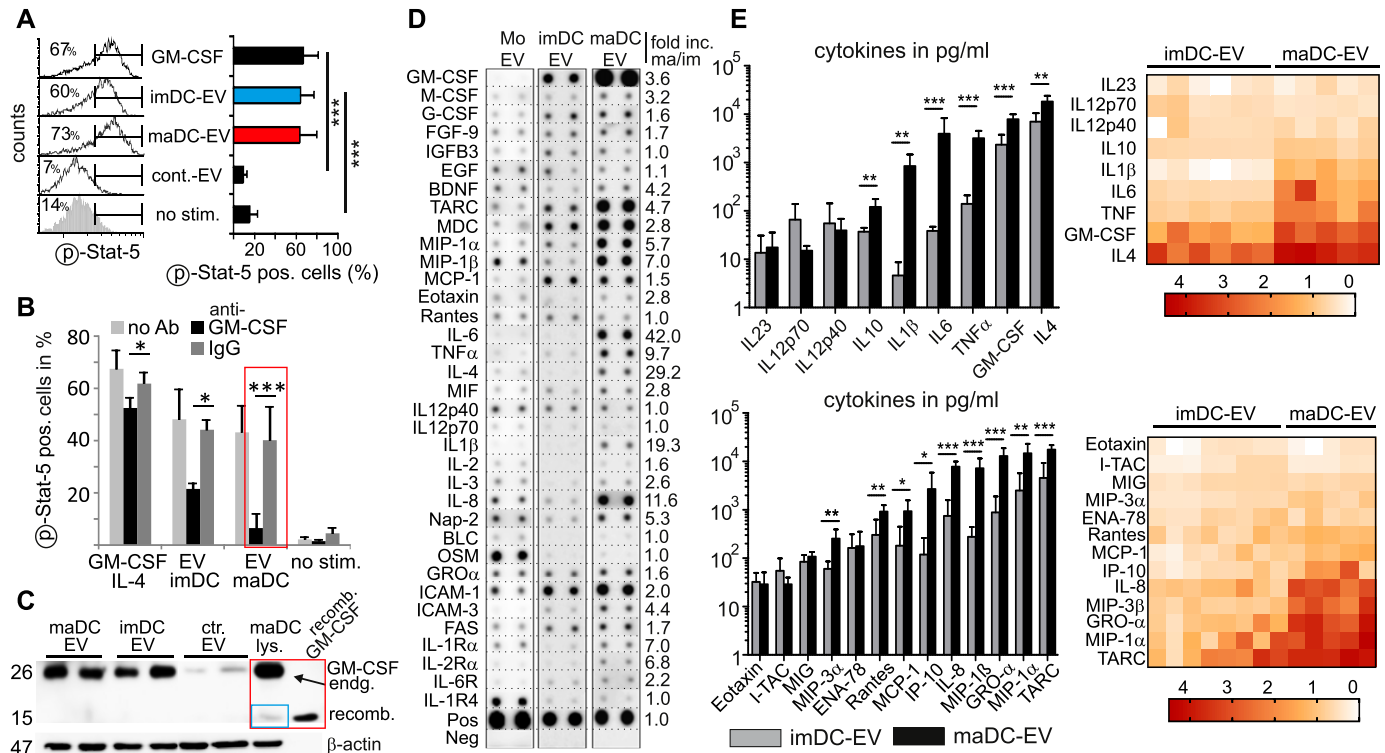 A
counts
67%
60%
73%
7%
14%
ⓟ-Stat-5
GM-CSF
imDC-EV
maDC-EV
cont.-EV
no stim.
***
***
20 60 100
ⓟ-Stat-5 pos. cells (%)
B
anti-
no Ab
GM-CSF
IgG
ⓟ-Stat-5 pos. cells in %
80
60
40
20
0
*
*
***
GM-CSF
IL-4
EV
imDC
EV
maDC
no stim.
C
maDC
EV
imDC
EV
ctr.
EV
maDC
lys.
recomb.
GM-CSF
26
15
47
GM-CSF
endg.
recomb.
β-actin
D
Mo
EV
imDC
EV
maDC
EV
fold inc.
ma/im
GM-CSF 3.6
M-CSF 3.2
G-CSF 1.6
FGF-9 1.7
IGFB3 1.0
EGF 1.1
BDNF 4.2
TARC 4.7
MDC 2.8
MIP-1α 5.7
MIP-1β 7.0
MCP-1 1.5
Eotaxin 2.8
Rantes 1.0
IL-6 42.0
TNFα 9.7
IL-4 29.2
MIF 2.8
IL12p40 1.0
IL12p70 1.0
IL1β 19.3
IL-2 1.6
IL-3 2.6
IL-8 11.6
Nap-2 5.3
BLC 1.0
OSM 1.0
GROα 1.6
ICAM-1 2.0
ICAM-3 4.4
FAS 1.7
IL-1Rα 7.0
IL-2Rα 6.8
IL-6R 2.2
IL-1R4 1.0
Pos 1.0
Neg
E
cytokines in pg/ml
10⁵
10⁴
10³
10²
10¹
1
** ** *** *** *** **
IL23 IL12p70 IL12p40 IL10 IL1β IL6 TNFα GM-CSF IL4
imDC-EV maDC-EV
IL23
IL12p70
IL12p40
IL10
IL1β
IL6
TNF
GM-CSF
IL4
4 3 2 1 0
cytokines in pg/ml
10⁵
10⁴
10³
10²
10¹
1
** ** * * *** *** *** ** ***
Eotaxin I-TAC MIG MIP-3α ENA-78 Rantes MCP-1 IP-10 IL-8 MIP-1β GRO-α MIP-1α TARC
imDC-EV maDC-EV
imDC-EV maDC-EV
Eotaxin
I-TAC
MIG
MIP-3α
ENA-78
Rantes
MCP-1
IP-10
IL-8
MIP-3β
GRO-α
MIP-1α
TARC
4 3 2 1 0